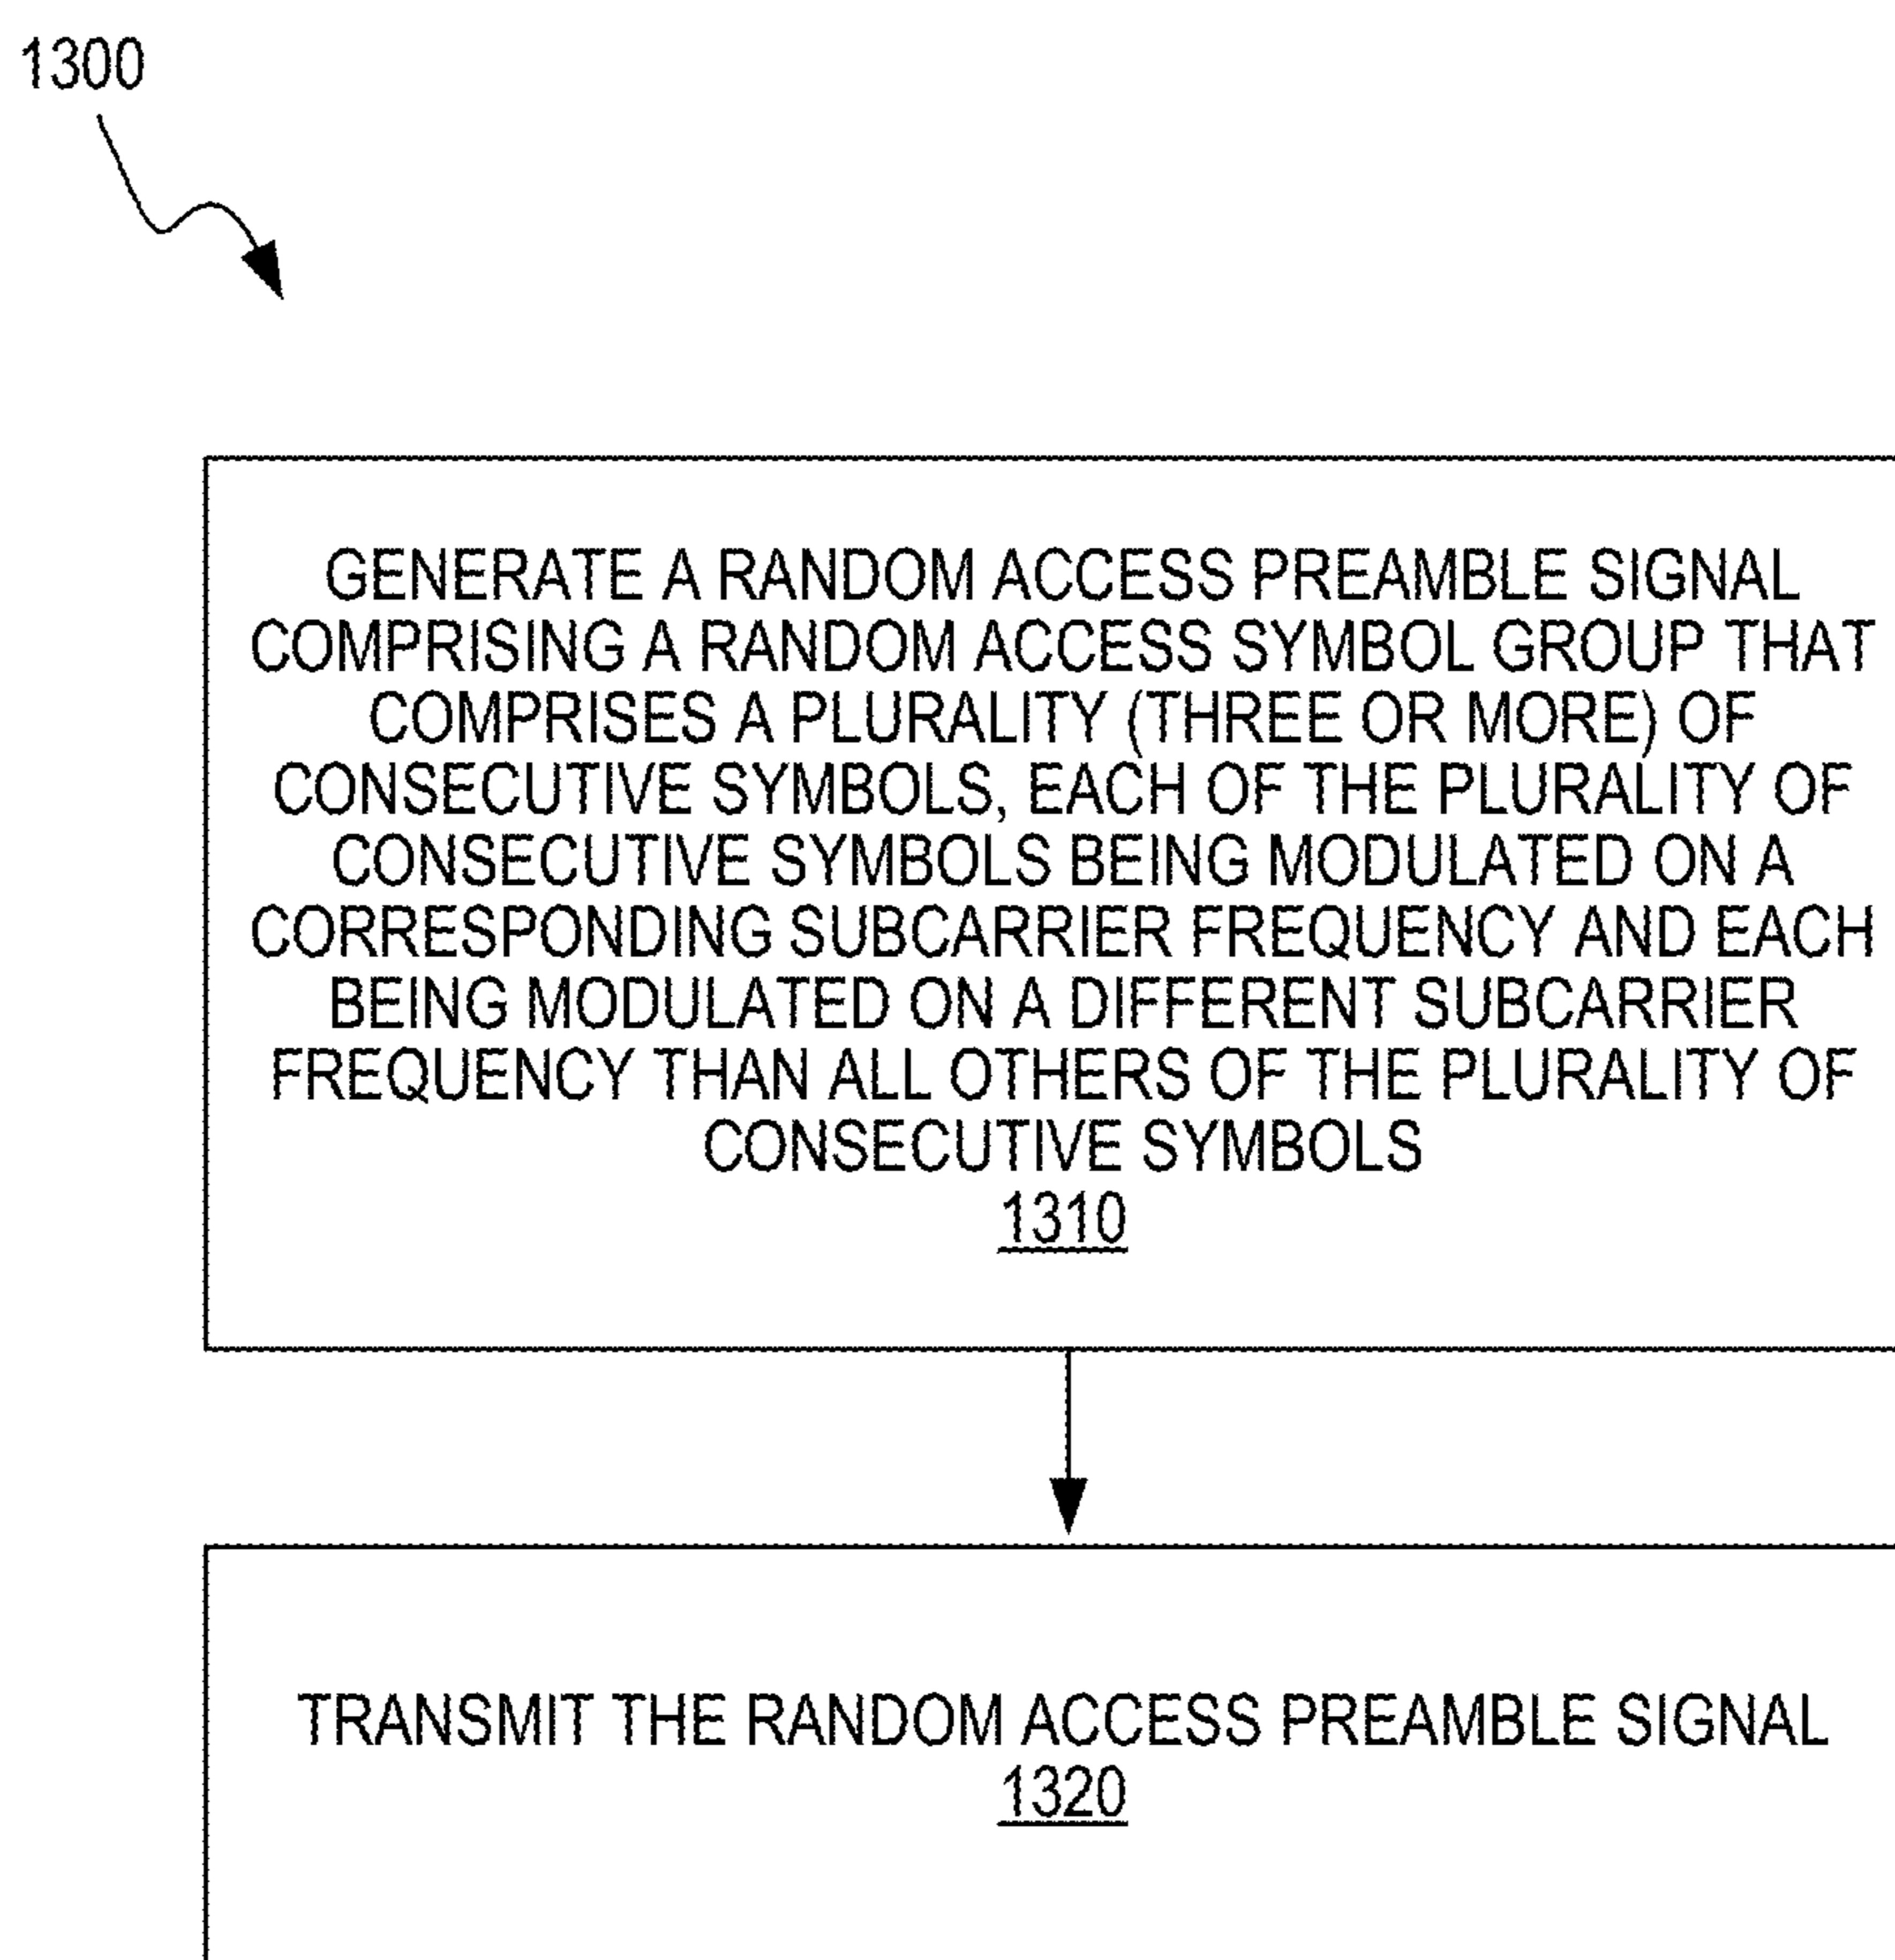 1300
GENERATE A RANDOM ACCESS PREAMBLE SIGNAL
COMPRISING A RANDOM ACCESS SYMBOL GROUP THAT
COMPRISES A PLURALITY (THREE OR MORE) OF
CONSECUTIVE SYMBOLS, EACH OF THE PLURALITY OF
CONSECUTIVE SYMBOLS BEING MODULATED ON A
CORRESPONDING SUBCARRIER FREQUENCY AND EACH
BEING MODULATED ON A DIFFERENT SUBCARRIER
FREQUENCY THAN ALL OTHERS OF THE PLURALITY OF
CONSECUTIVE SYMBOLS
1310
TRANSMIT THE RANDOM ACCESS PREAMBLE SIGNAL
1320